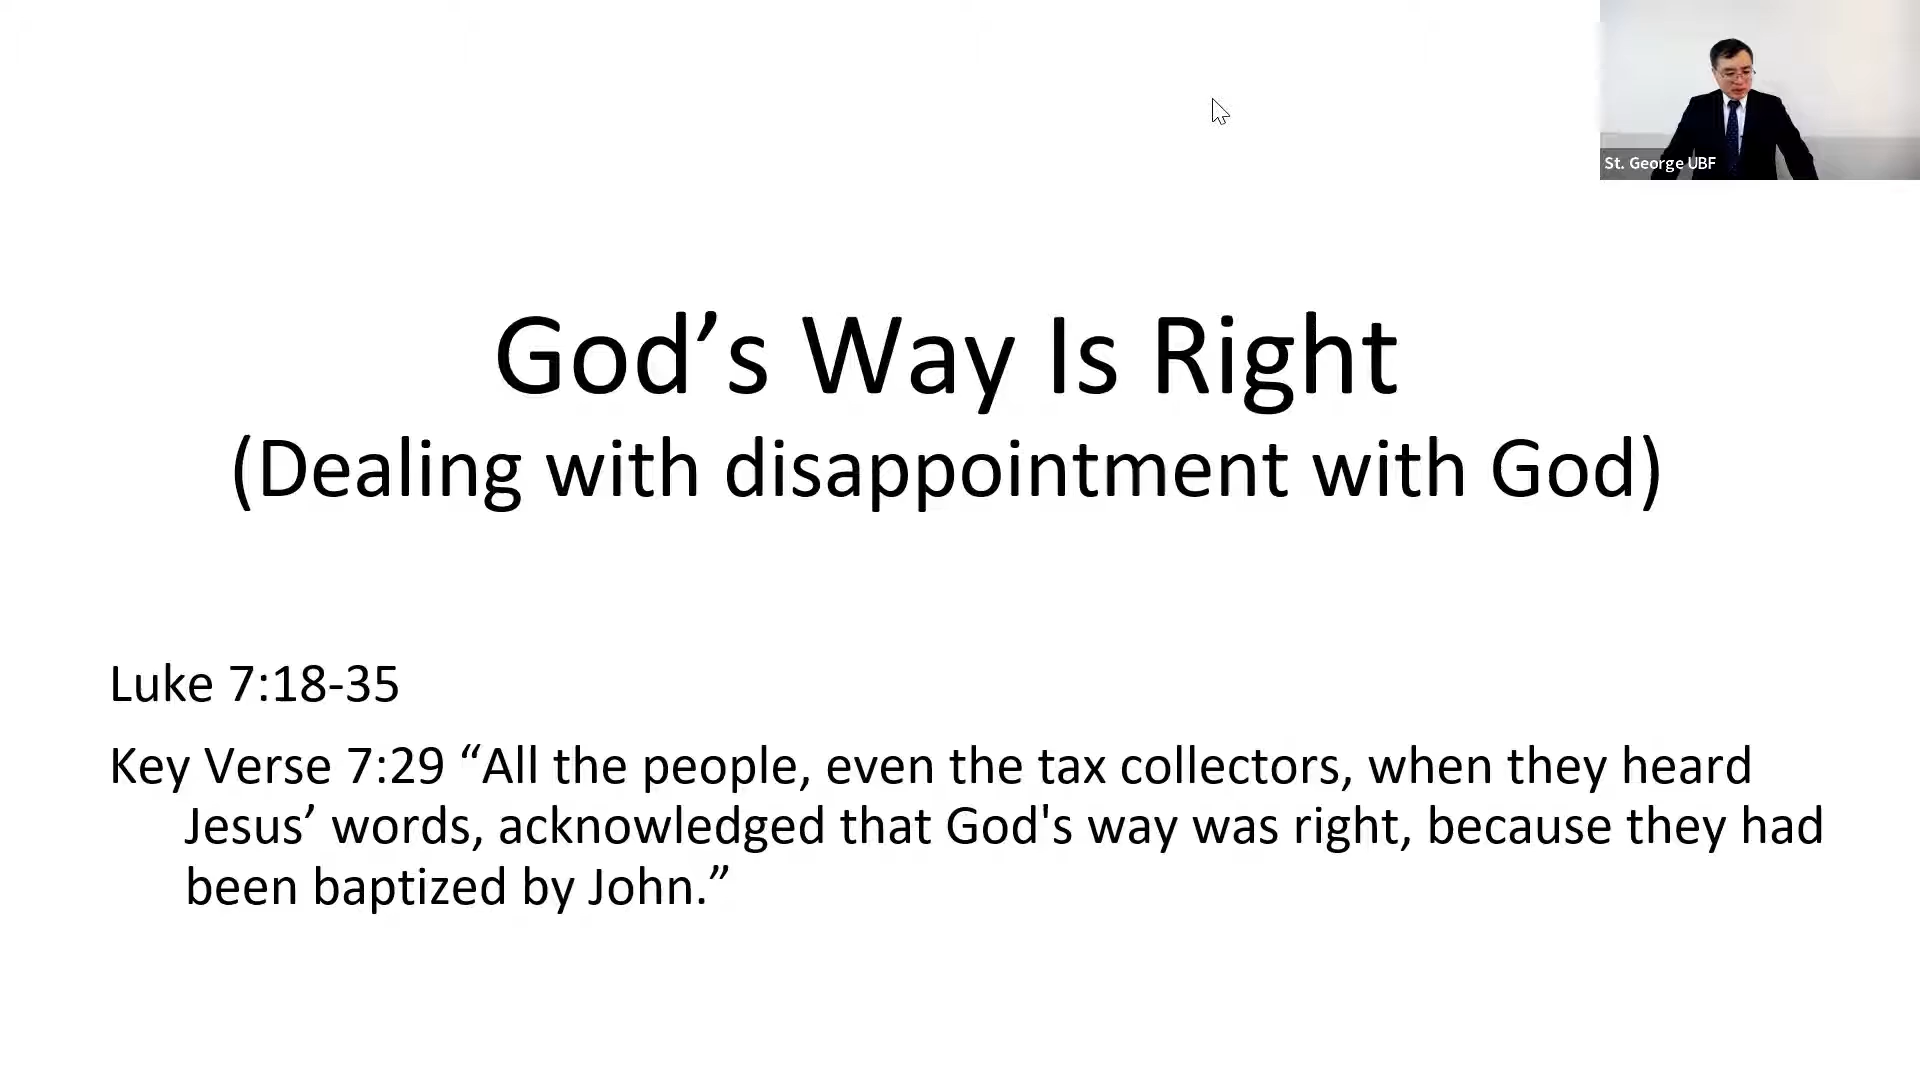 St. George UBF
God’s Way Is Right
(Dealing with disappointment with God)
Luke 7:18-35
Key Verse 7:29 “All the people, even the tax collectors, when they heard
Jesus’ words, acknowledged that God's way was right, because they had
been baptized by John.”